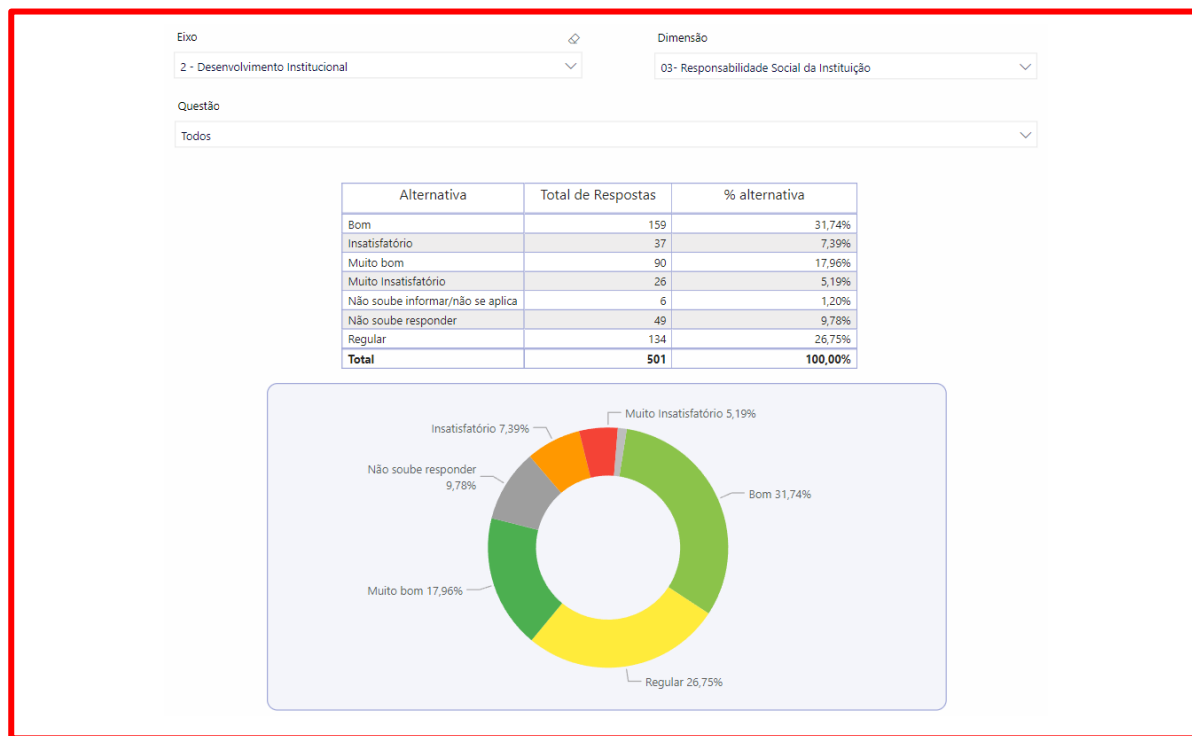 Eixo
Dimensão
2 - Desenvolvimento Institucional
03- Responsabilidade Social da Instituição
Questão
Todos
Alternativa Total de Respostas % alternativa
Bom 159 31,74%
Insatisfatório 37 7,39%
Muito bom 90 17,96%
Muito Insatisfatório 26 5,19%
Não soube informar/não se aplica 6 1,20%
Não soube responder 49 9,78%
Regular 134 26,75%
Total 501 100,00%
Muito Insatisfatório 5,19%
Insatisfatório 7,39%
Não soube responder
9,78%
Bom 31,74%
Muito bom 17,96%
Regular 26,75%